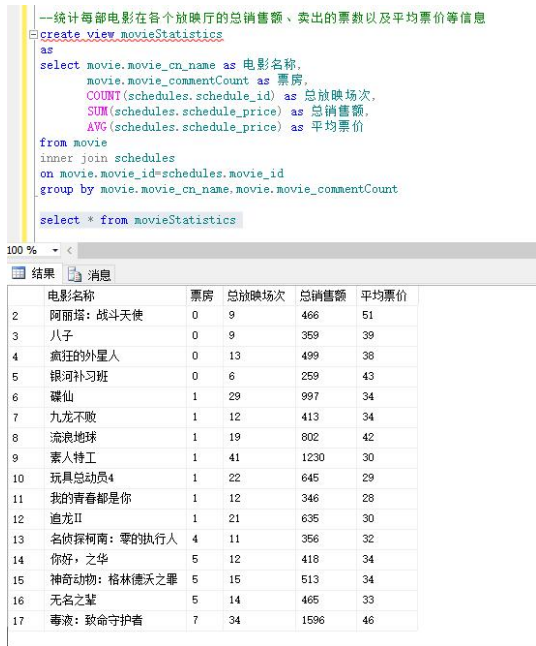 --统计每部电影在各个放映厅的总销售额、卖出的票数以及平均票价等信息
create view movieStatistics
as
select movie.movie_cn_name as 电影名称,
movie.movie_commentCount as 票房,
COUNT(schedules.schedule_id) as 总放映场次,
SUM(schedules.schedule_price) as 总销售额,
AVG(schedules.schedule_price) as 平均票价
from movie
inner join schedules
on movie.movie_id=schedules.movie_id
group by movie.movie_cn_name,movie.movie_commentCount
select * from movieStatistics
100 %
结果 消息
电影名称 票房 总放映场次 总销售额 平均票价
2 阿丽塔：战斗天使 0 9 466 51
3 八子 0 9 359 39
4 疯狂的外星人 0 13 499 38
5 银河补习班 0 6 259 43
6 碟仙 1 29 997 34
7 九龙不败 1 12 413 34
8 流浪地球 1 19 802 42
9 素人特工 1 41 1230 30
10 玩具总动员4 1 22 645 29
11 我的青春都是你 1 12 346 28
12 追龙II 1 21 635 30
13 名侦探柯南：零的执行人 4 11 356 32
14 你好，之华 5 12 418 34
15 神奇动物：格林德沃之罪 5 15 513 34
16 无名之辈 5 14 465 33
17 毒液：致命守护者 7 34 1596 46